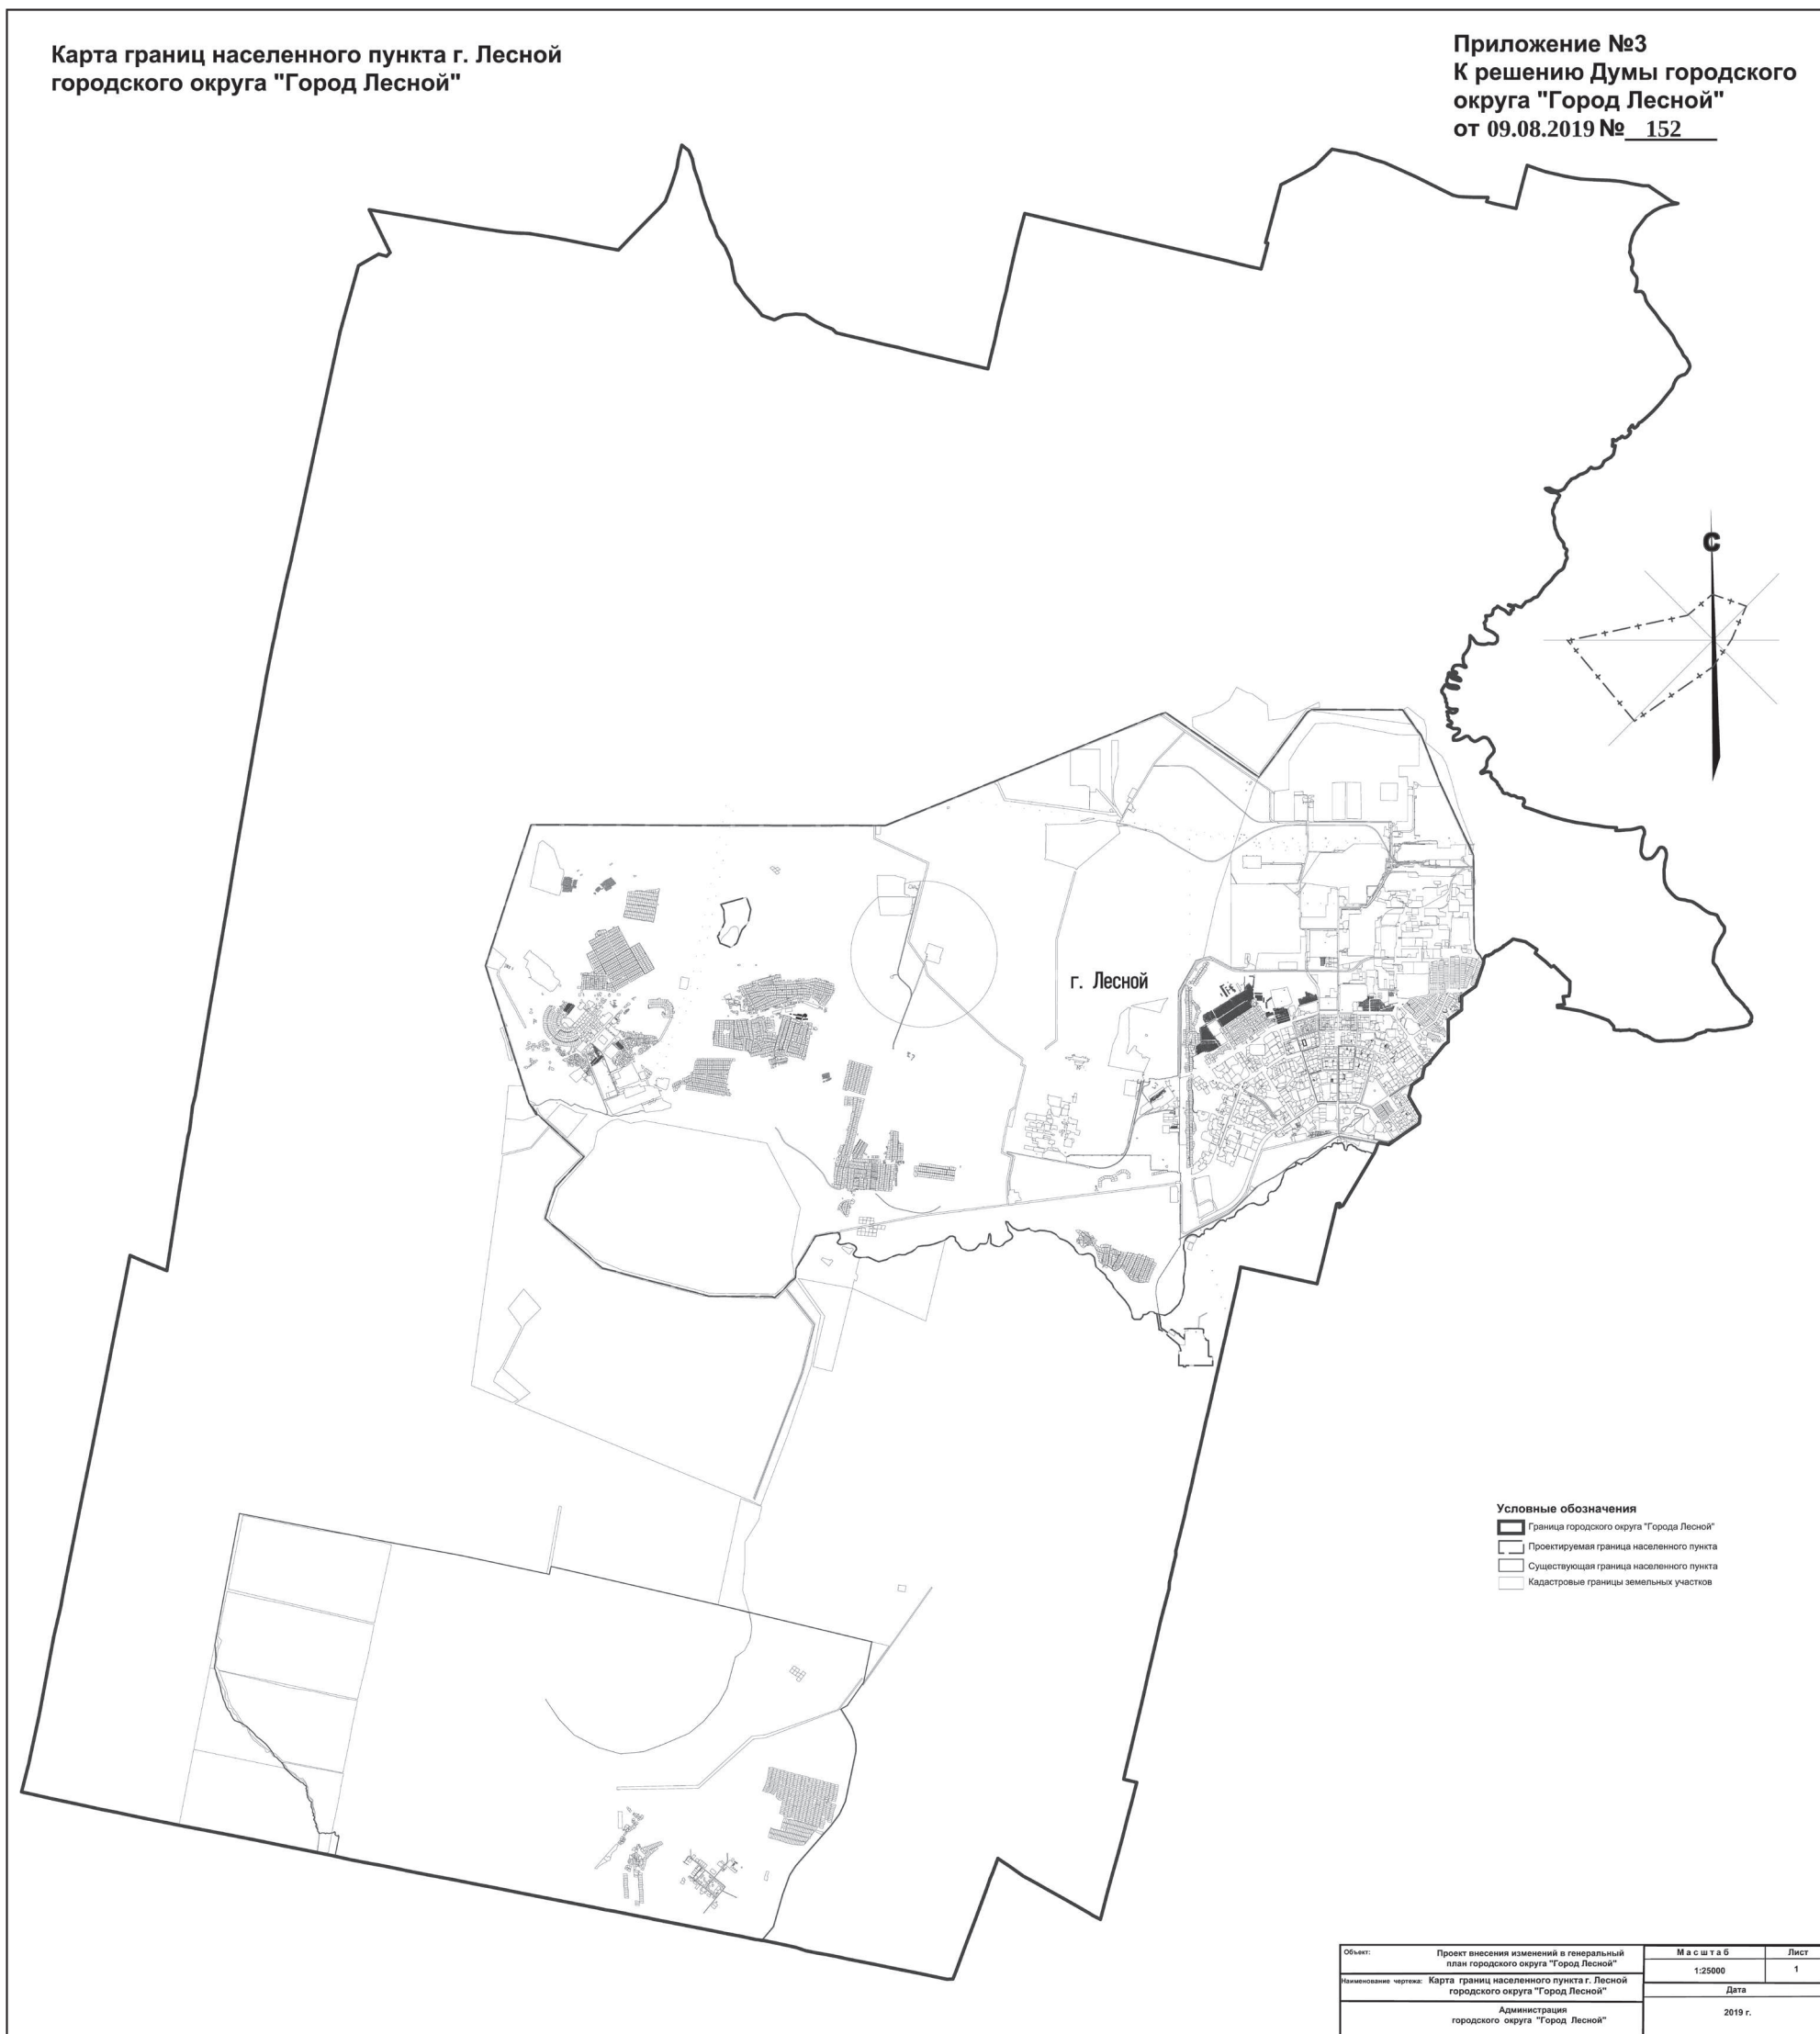 Карта границ населенного пункта г. Лесной
городского округа "Город Лесной"
Приложение №3
К решению Думы городского
округа "Город Лесной"
от 09.08.2019 № 152
С
г. Лесной
Условные обозначения
Граница городского округа "Города Лесной"
Проектируемая граница населенного пункта
Существующая граница населенного пункта
Кадастровые границы земельных участков
Объект: Проект внесения изменений в генеральный
план городского округа "Город Лесной"
Масштаб
Лист
1:25000
1
Наименование чертежа: Карта границ населенного пункта г. Лесной
городского округа "Город Лесной"
Дата
Администрация
городского округа "Город Лесной"
2019 г.